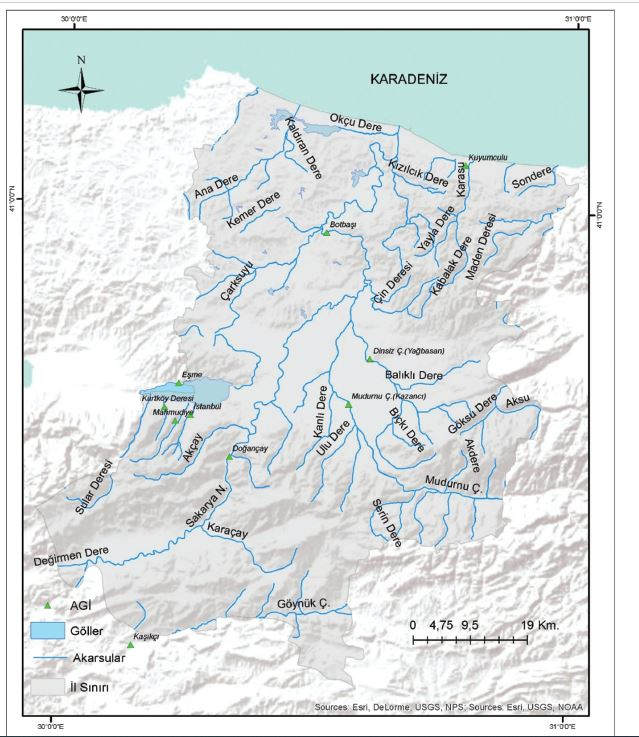 30°0'0"E
31°0'0"E
N
KARADENİZ
Okçu Dere
Kaldıran Dere
Kuyumculu
Kızılcık Dere
Karasu
Sondere
Ana Dere
41°0'0"N
41°0'0"N
Kemer Dere
Botbaşı
Yayla Dere
Maden Deresi
Kabalak Dere
Çarksuyu
Çin Deresi
Dinsiz Ç.(Yağbasan)
Balıklı Dere
Eşme
Kurtköy Deresi
İstanbul
Mahmudiye
Mudurnu Ç.(Kazancı)
Kanlı Dere
Bıçkı Dere
Göksu Dere
Aksu
Ulu Dere
Akçay
Doğançay
Akdere
Sular Deresi
Mudurnu Ç.
Sakarya N.
Serin Dere
Karaçay
Değirmen Dere
AGİ
Göynük Ç.
Göller
0 4,75 9,5 19 Km.
Kaşıkçı
Akarsular
İl Sınırı
Sources: Esri, DeLorme, USGS, NPS, Sources: Esri, USGS, NOAA
30°0'0"E
31°0'0"E